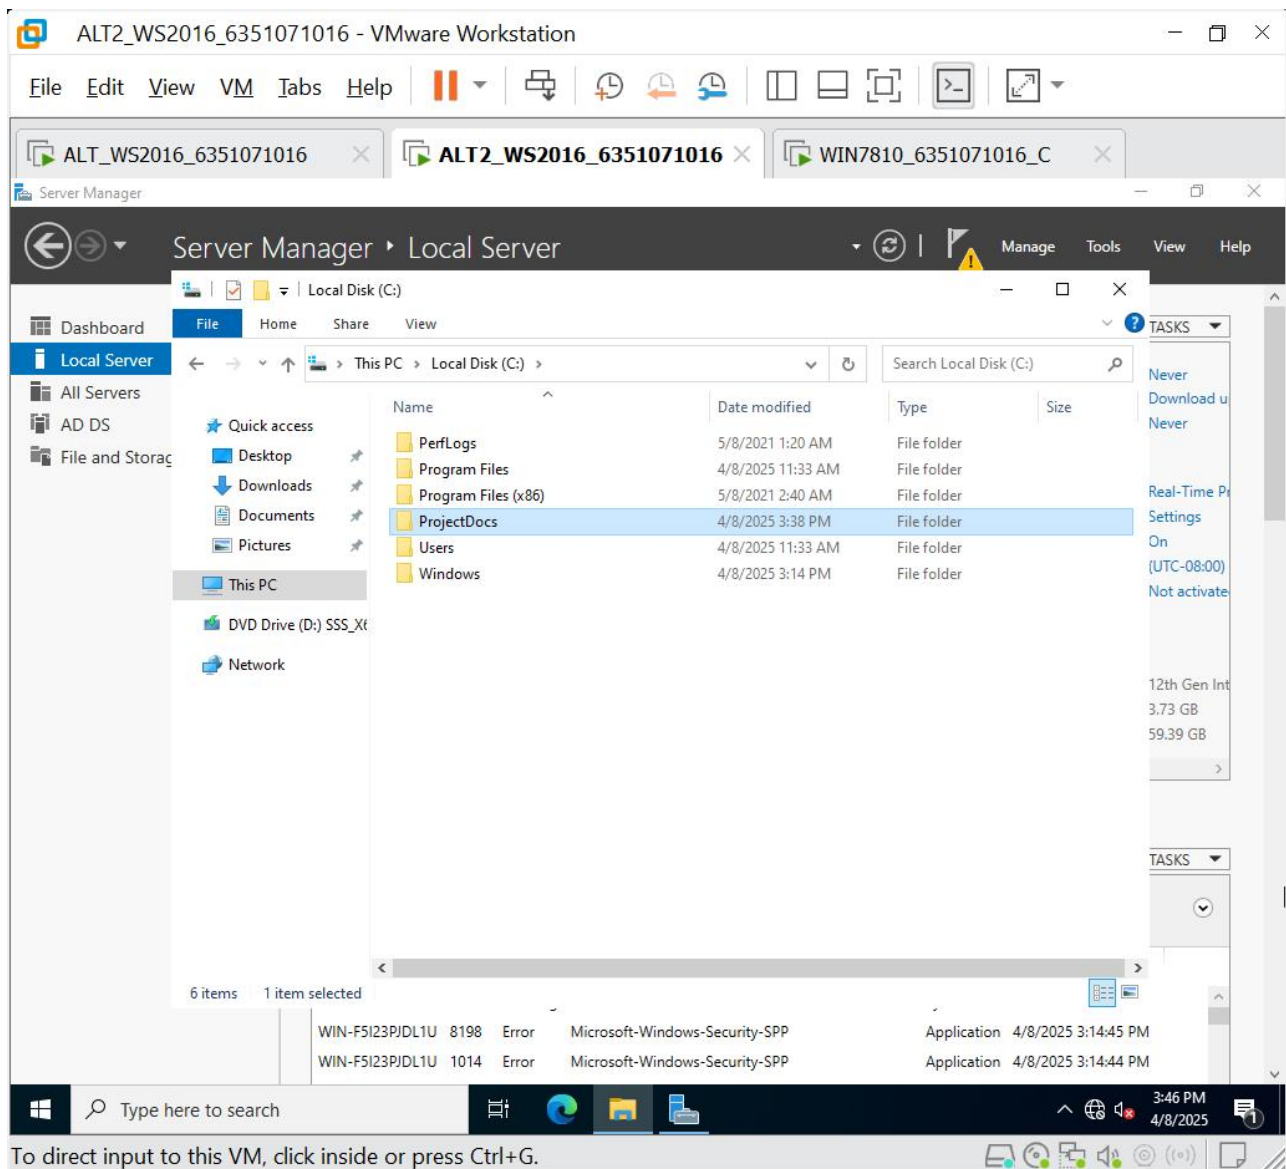 ALT2_WS2016_6351071016 - VMware Workstation
File Edit View VM Tabs Help
ALT_WS2016_6351071016
ALT2_WS2016_6351071016
WIN7810_6351071016_C
Server Manager
Server Manager Local Server
Manage Tools View Help
Local Disk (C:)
File Home Share View
This PC Local Disk (C:)
Search Local Disk (C:)
Dashboard
Local Server
All Servers
AD DS
File and Storag
Quick access
Desktop
Downloads
Documents
Pictures
This PC
DVD Drive (D:) SSS_X6
Network
Name Date modified Type Size
PerfLogs 5/8/2021 1:20 AM File folder
Program Files 4/8/2025 11:33 AM File folder
Program Files (x86) 5/8/2021 2:40 AM File folder
ProjectDocs 4/8/2025 3:38 PM File folder
Users 4/8/2025 11:33 AM File folder
Windows 4/8/2025 3:14 PM File folder
TASKS
Never
Download u
Never
Real-Time Pr
Settings
On
(UTC-08:00)
Not activate
12th Gen Int
3.73 GB
59.39 GB
TASKS
6 items 1 item selected
WIN-F5I23PJDL1U 8198 Error Microsoft-Windows-Security-SPP Application 4/8/2025 3:14:45 PM
WIN-F5I23PJDL1U 1014 Error Microsoft-Windows-Security-SPP Application 4/8/2025 3:14:44 PM
Type here to search
3:46 PM
4/8/2025
1
To direct input to this VM, click inside or press Ctrl+G.